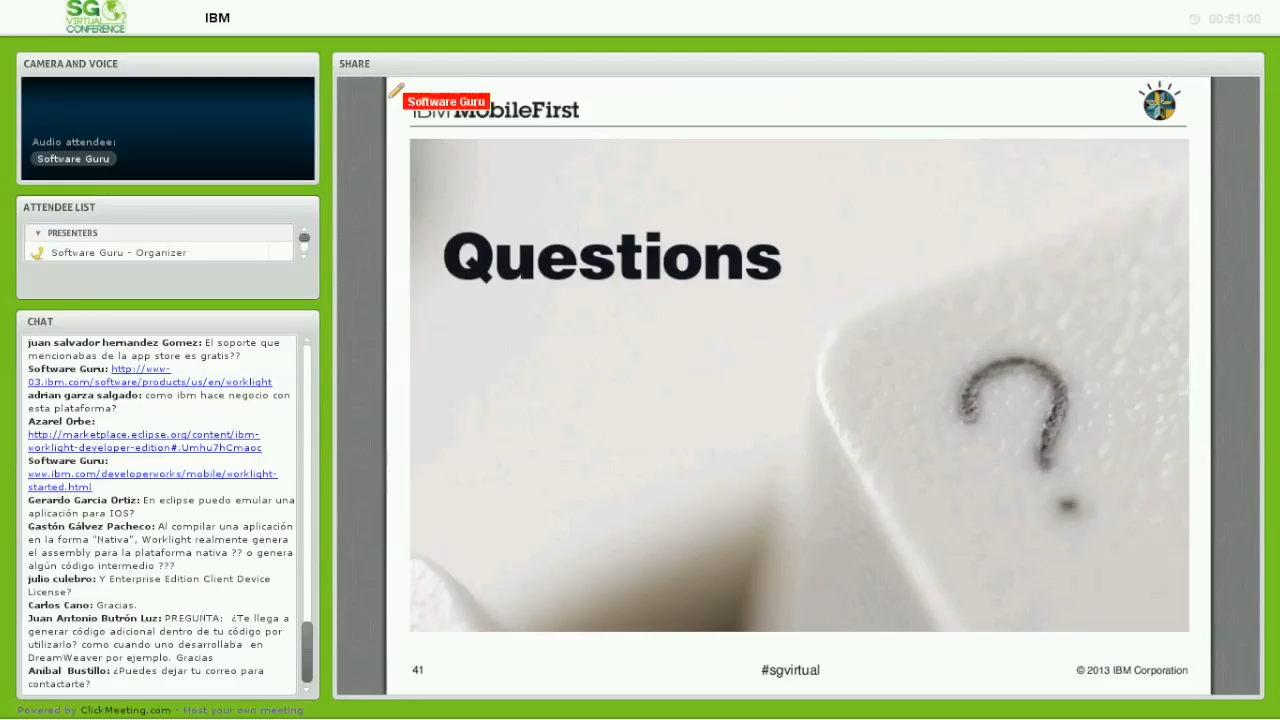 SG
VIRTUAL
CONFERENCE
IBM
00:51:00
CAMERA AND VOICE
Audio attendee:
Software Guru
ATTENDEE LIST
PRESENTERS
Software Guru - Organizer
CHAT
juan salvador hernandez Gomez: El soporte que
mencionabas de la app store es gratis??
Software Guru: http://www-
03.ibm.com/software/products/us/en/worklight
adrian garza salgado: como ibm hace negocio con
esta plataforma?
Azarel Orbe:
http://marketplace.eclipse.org/content/ibm-
worklight-developer-edition#.Umhu7hCmaoc
Software Guru:
www.ibm.com/developerworks/mobile/worklight-
started.html
Gerardo Garcia Ortiz: En eclipse puedo emular una
aplicación para IOS?
Gastón Gálvez Pacheco: Al compilar una aplicación
en la forma "Nativa", Worklight realmente genera
el assembly para la plataforma nativa ?? o genera
algún código intermedio ???
julio culebro: Y Enterprise Edition Client Device
License?
Carlos Cano: Gracias.
Juan Antonio Butrón Luz: PREGUNTA: ¿Te llega a
generar código adicional dentro de tu código por
utilizarlo? como cuando uno desarrollaba en
DreamWeaver por ejemplo. Gracias
Anibal Bustillo: ¿Puedes dejar tu correo para
contactarte?
Powered by ClickMeeting.com - Host your own meeting
SHARE
Software Guru
IBM MobileFirst
Questions
?
41
#sgvirtual
© 2013 IBM Corporation